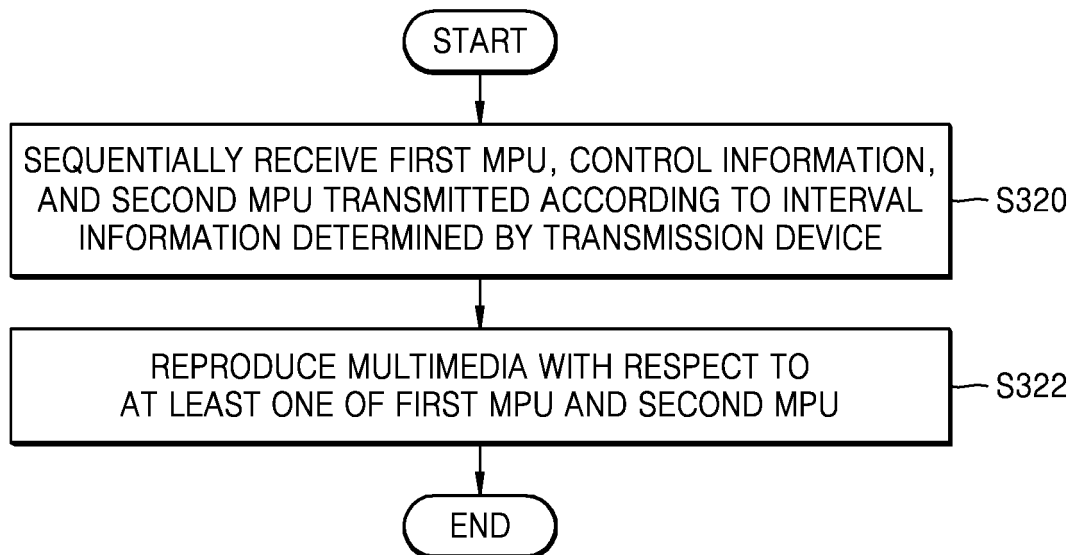 START
SEQUENTIALLY RECEIVE FIRST MPU, CONTROL INFORMATION,
AND SECOND MPU TRANSMITTED ACCORDING TO INTERVAL
INFORMATION DETERMINED BY TRANSMISSION DEVICE
S320
REPRODUCE MULTIMEDIA WITH RESPECT TO
AT LEAST ONE OF FIRST MPU AND SECOND MPU
S322
END